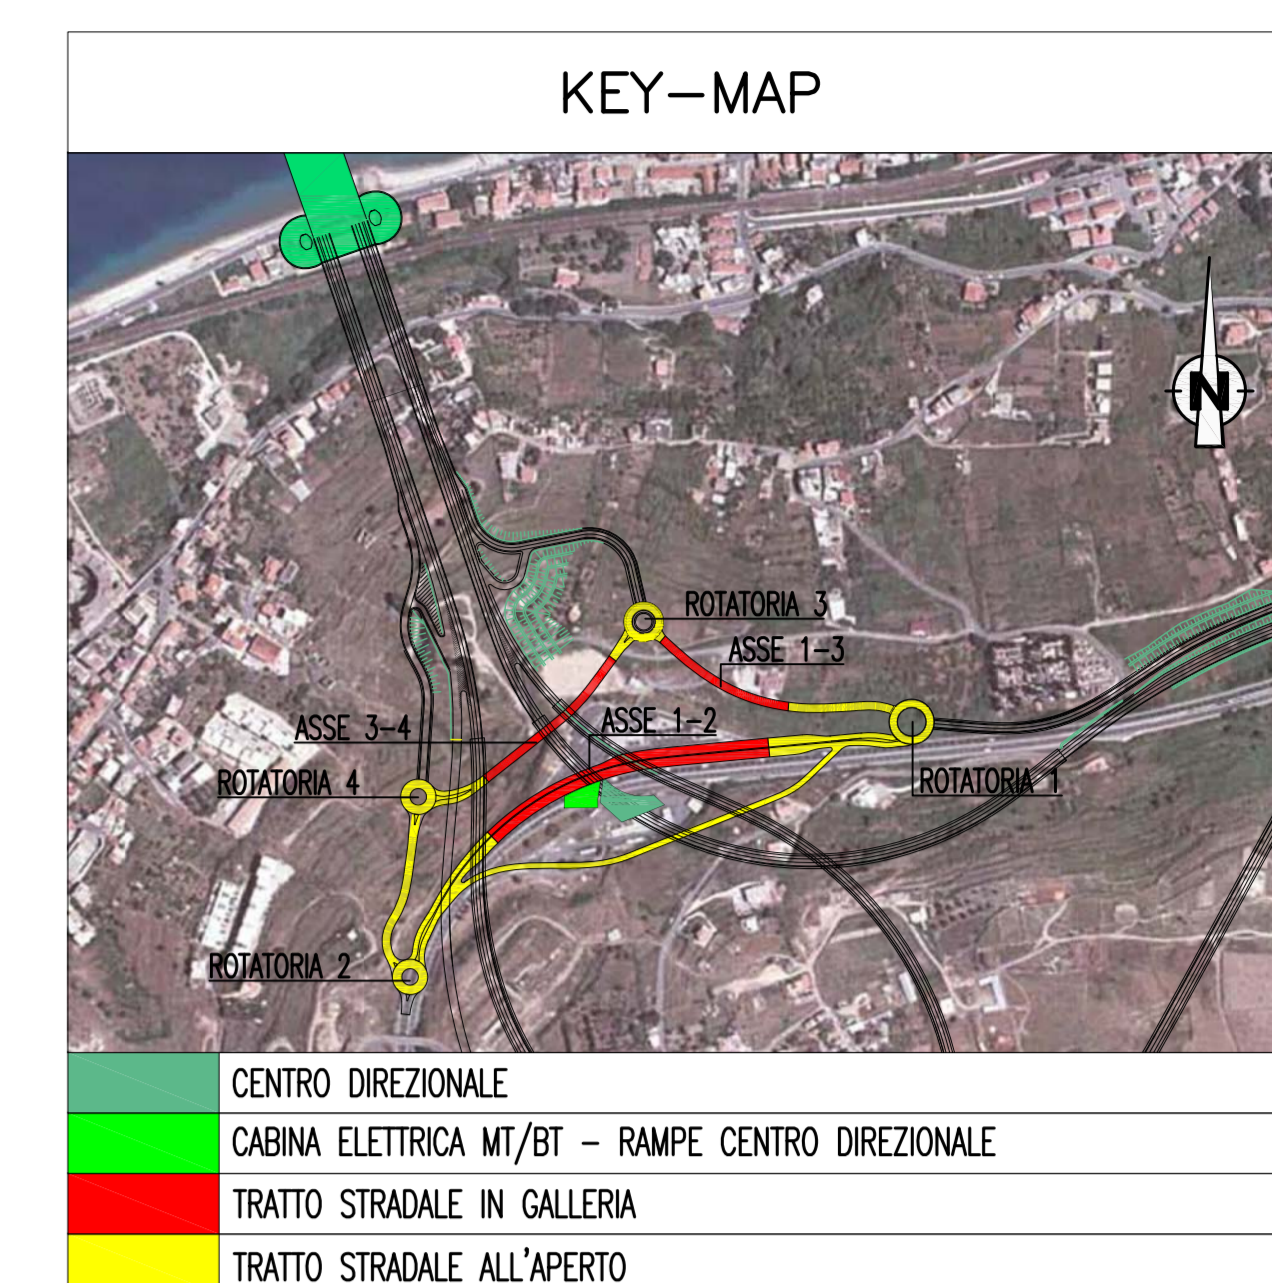 KEY-MAP
N
ROTATORIA 3
ASSE 1-3
ASSE 3-4
ASSE 1-2
ROTATORIA 4
ROTATORIA 1
ROTATORIA 2
CENTRO DIREZIONALE
CABINA ELETTRICA MT/BT - RAMPE CENTRO DIREZIONALE
TRATTO STRADALE IN GALLERIA
TRATTO STRADALE ALL'APERTO